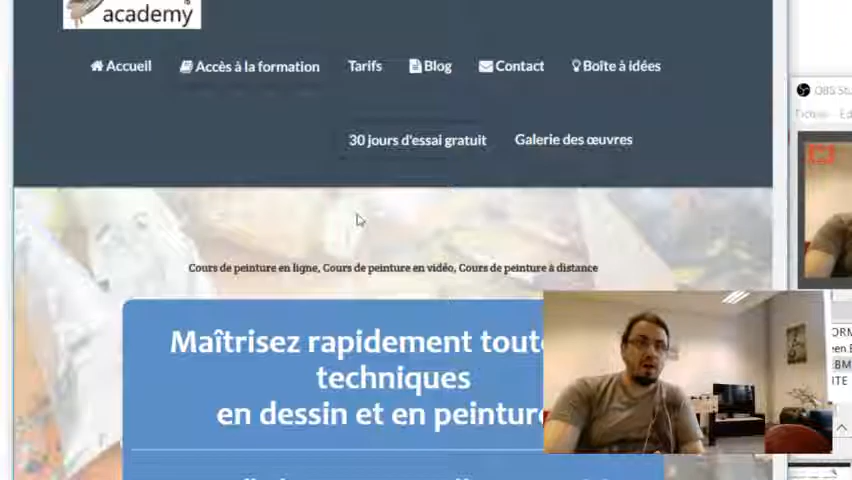 academy
Accueil
Accès à la formation
Tarifs
Blog
Contact
Boîte à idées
30 jours d'essai gratuit
Galerie des œuvres
Cours de peinture en ligne, Cours de peinture en vidéo, Cours de peinture à distance
Maîtrisez rapidement
techniques
en dessin et en peinture
OBS